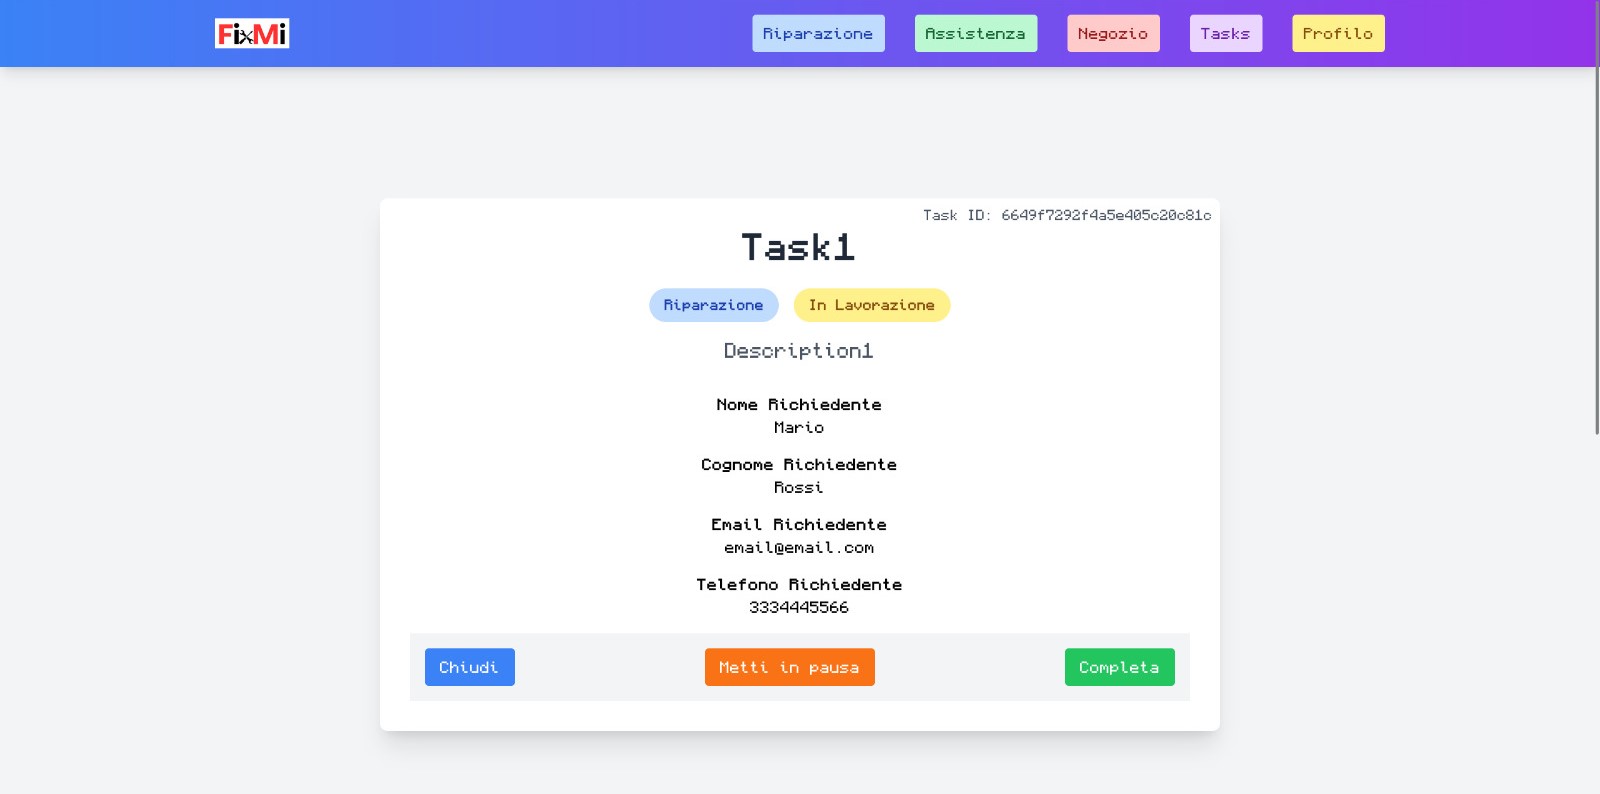 FixMi
Riparazione
Assistenza
Negozio
Tasks
Profilo
Task ID: 6649f7292f4a5e405c20c81c
Task1
Riparazione
In Lavorazione
Description1
Nome Richiedente
Mario
Cognome Richiedente
Rossi
Email Richiedente
email@email.com
Telefono Richiedente
3334445566
Chiudi
Metti in pausa
Completa